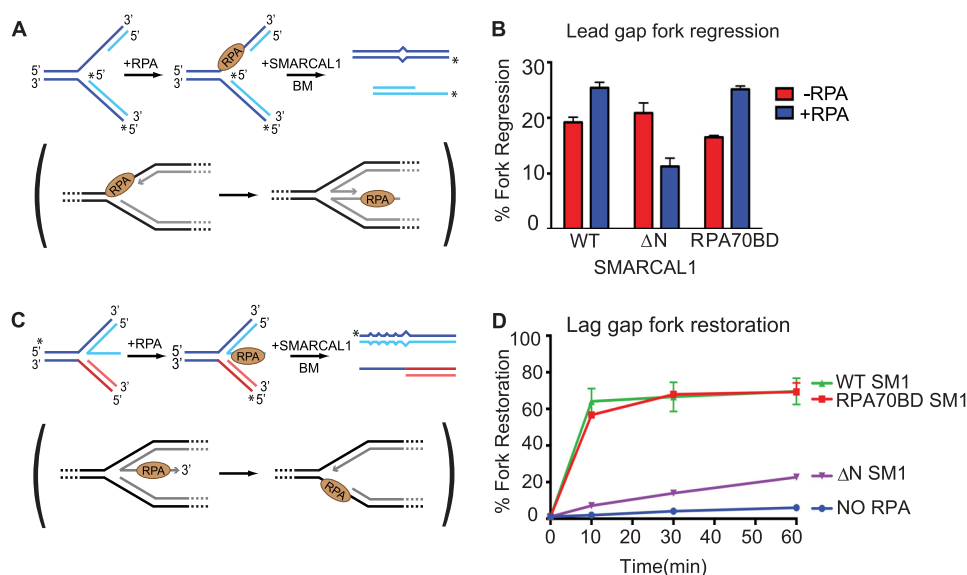 A
3’
5’
5’
3’
*5’
3’
5’
*
+RPA
3’
5’
RPA
5’
3’
*5’
3’
5’
*
+SMARCAL1
BM
*
*
RPA
RPA
B
Lead gap fork regression
% Fork Regression
30
20
10
0
WT
ΔN
RPA70BD
SMARCAL1
-RPA
+RPA
C
3’
5’
*
5’
3’
3’
5’
+RPA
3’
5’
5’
3’
RPA
3’
*5’
+SMARCAL1
BM
*
RPA
3’
RPA
D
Lag gap fork restoration
% Fork Restoration
100
80
60
40
20
0
0
10
20
30
40
50
60
Time(min)
WT SM1
RPA70BD SM1
ΔN SM1
NO RPA